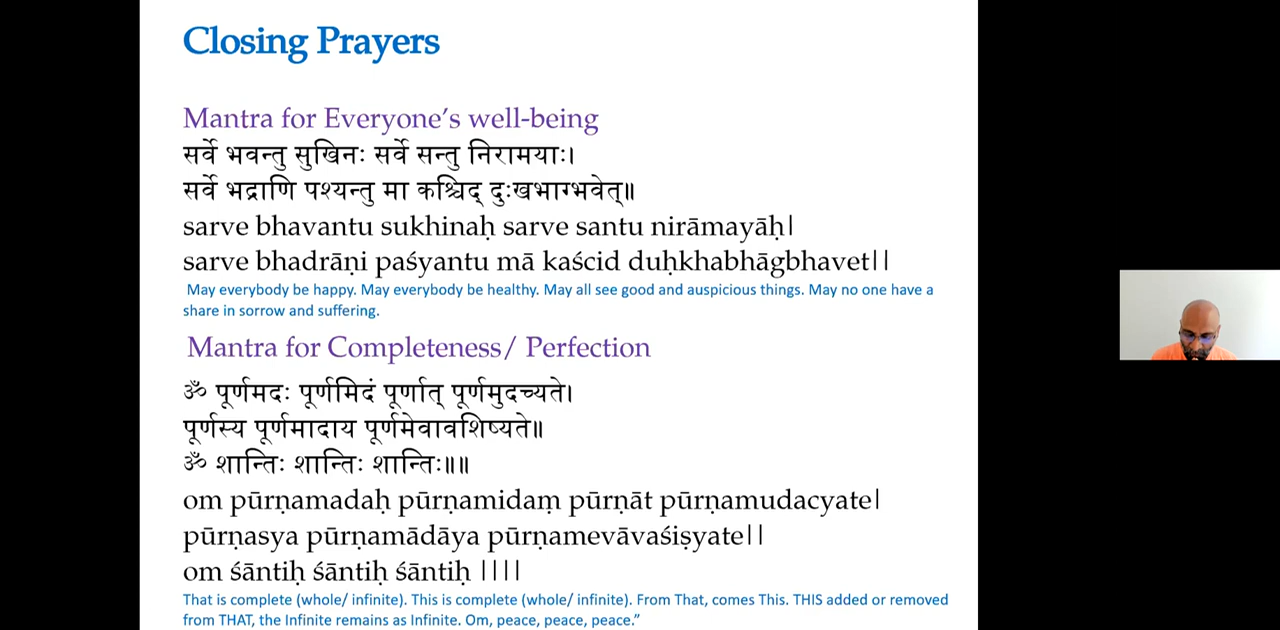 Closing Prayers
Mantra for Everyone’s well-being
सर्वे भवन्तु सुखिनः सर्वे सन्तु निरामयाः।
सर्वे भद्राणि पश्यन्तु मा कश्चिद् दुःखभाग्भवेत्॥
sarve bhavantu sukhinaḥ sarve santu nirāmayāḥ|
sarve bhadrāṇi paśyantu mā kaścid duḥkhabhāgbhavet||
May everybody be happy. May everybody be healthy. May all see good and auspicious things. May no one have a
share in sorrow and suffering.
Mantra for Completeness/ Perfection
ॐ पूर्णमदः पूर्णमिदं पूर्णात् पूर्णमुदच्यते।
पूर्णस्य पूर्णमादाय पूर्णमेवावशिष्यते॥
ॐ शान्तिः शान्तिः शान्तिः॥॥
om pūrṇamadaḥ pūrṇamidaṃ pūrṇāt pūrṇamudacyate|
pūrṇasya pūrṇamādāya pūrṇamevāvaśiṣyate||
om śāntiḥ śāntiḥ śāntiḥ ||||
That is complete (whole/ infinite). This is complete (whole/ infinite). From That, comes This. THIS added or removed
from THAT, the Infinite remains as Infinite. Om, peace, peace, peace.”